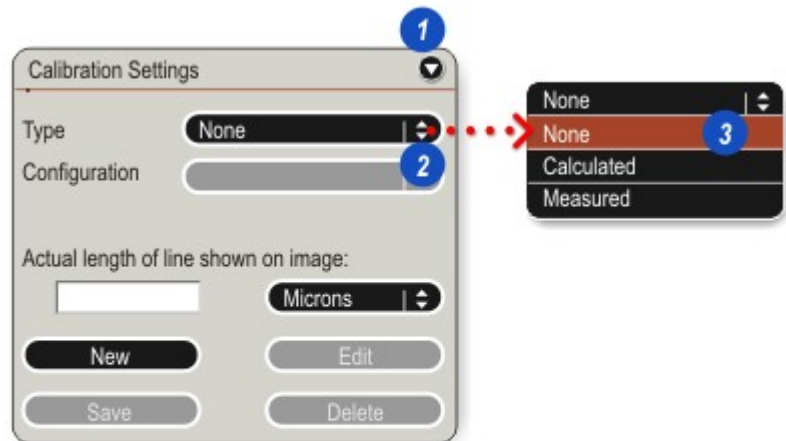 1
Calibration Settings
Type None
2
Configuration
None
None 3
Calculated
Measured
Actual length of line shown on image:
Microns
New Edit
Save Delete